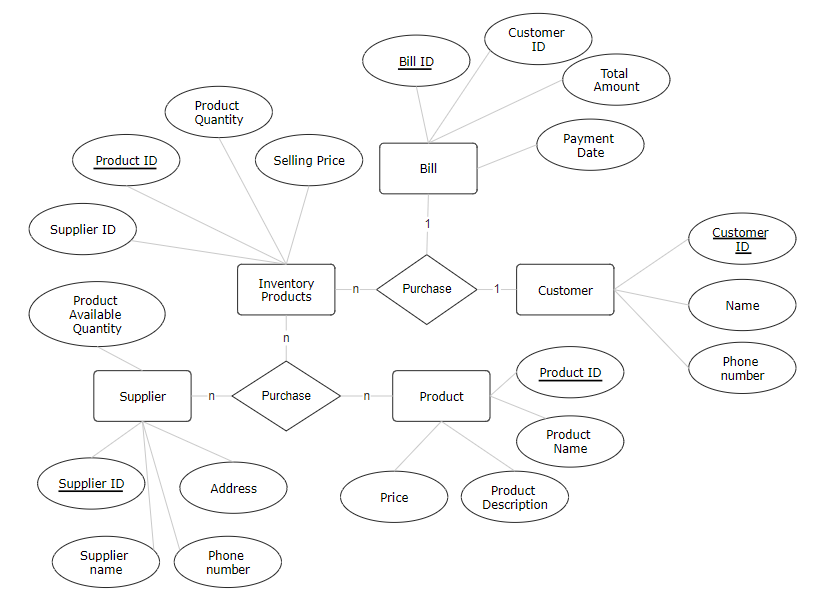 Customer
ID
Bill ID
Total
Amount
Product
Quantity
Payment
Date
Product ID
Selling Price
Bill
Supplier ID
1
Customer
ID
Inventory
Products
n
Purchase
1
Customer
Product
Available
Quantity
Name
n
Phone
number
Product ID
Supplier
n
Purchase
n
Product
Product
Name
Supplier ID
Address
Price
Product
Description
Supplier
name
Phone
number